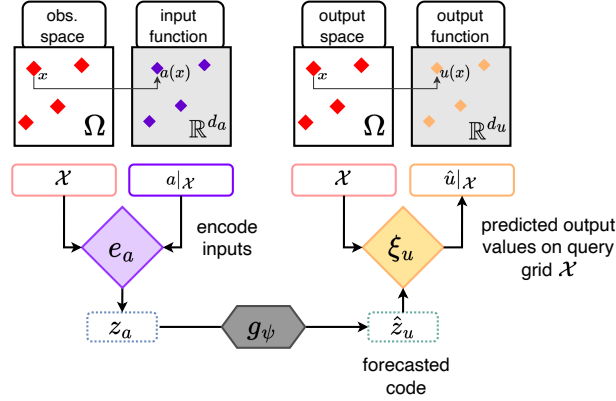 obs.
space
input
function
output
space
output
function
x
a(x)
Ω
ℝ^{d_a}
x
u(x)
Ω
ℝ^{d_u}
𝒳
a|_𝒳
𝒳
û|_𝒳
e_a
encode
inputs
ξ_u
predicted output
values on query
grid 𝒳
z_a
g_ψ
ẑ_u
forecasted
code